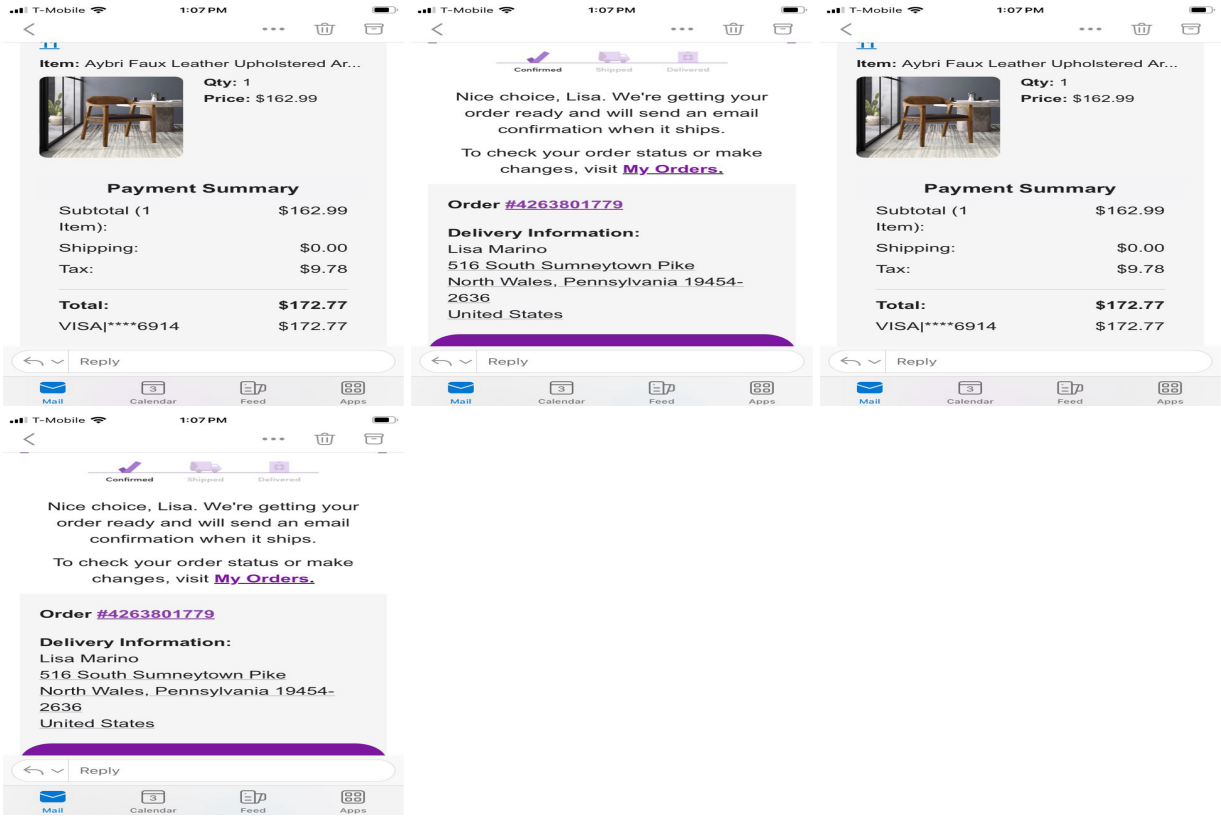 T-Mobile 1:07 PM
11
Item: Aybri Faux Leather Upholstered Ar...
Qty: 1
Price: $162.99
Payment Summary
Subtotal (1 Item): $162.99
Shipping: $0.00
Tax: $9.78
Total: $172.77
VISA|****6914 $172.77
Reply
3
Mail Calendar Feed Apps
T-Mobile 1:07 PM
Confirmed Shipped Delivered
Nice choice, Lisa. We're getting your
order ready and will send an email
confirmation when it ships.
To check your order status or make
changes, visit My Orders.
Order #4263801779
Delivery Information:
Lisa Marino
516 South Sumneytown Pike
North Wales, Pennsylvania 19454-
2636
United States
Reply
3
Mail Calendar Feed Apps
T-Mobile 1:07 PM
11
Item: Aybri Faux Leather Upholstered Ar...
Qty: 1
Price: $162.99
Payment Summary
Subtotal (1 Item): $162.99
Shipping: $0.00
Tax: $9.78
Total: $172.77
VISA|****6914 $172.77
Reply
3
Mail Calendar Feed Apps
T-Mobile 1:07 PM
Confirmed Shipped Delivered
Nice choice, Lisa. We're getting your
order ready and will send an email
confirmation when it ships.
To check your order status or make
changes, visit My Orders.
Order #4263801779
Delivery Information:
Lisa Marino
516 South Sumneytown Pike
North Wales, Pennsylvania 19454-
2636
United States
Reply
3
Mail Calendar Feed Apps